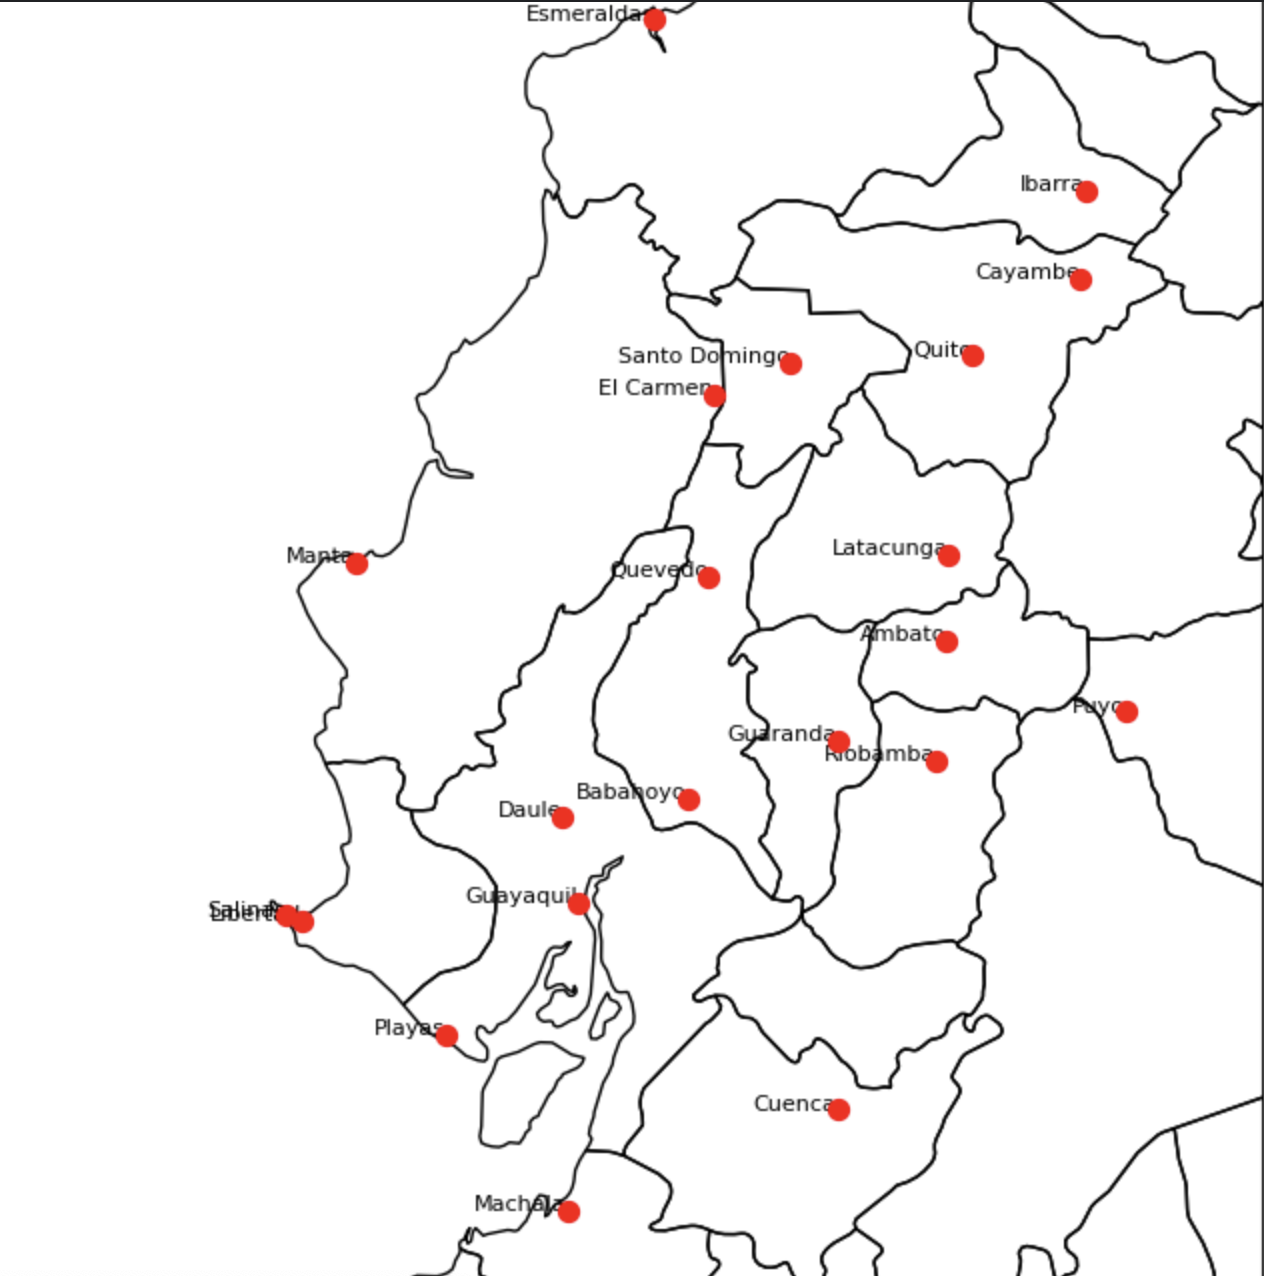 Esmeraldas
Ibarra
Cayambe
Quito
Santo Domingo
El Carmen
Latacunga
Manta
Quevedo
Ambato
Puyo
Guaranda
Riobamba
Babahoyo
Daule
Guayaquil
Salinas
Playas
Cuenca
Machala